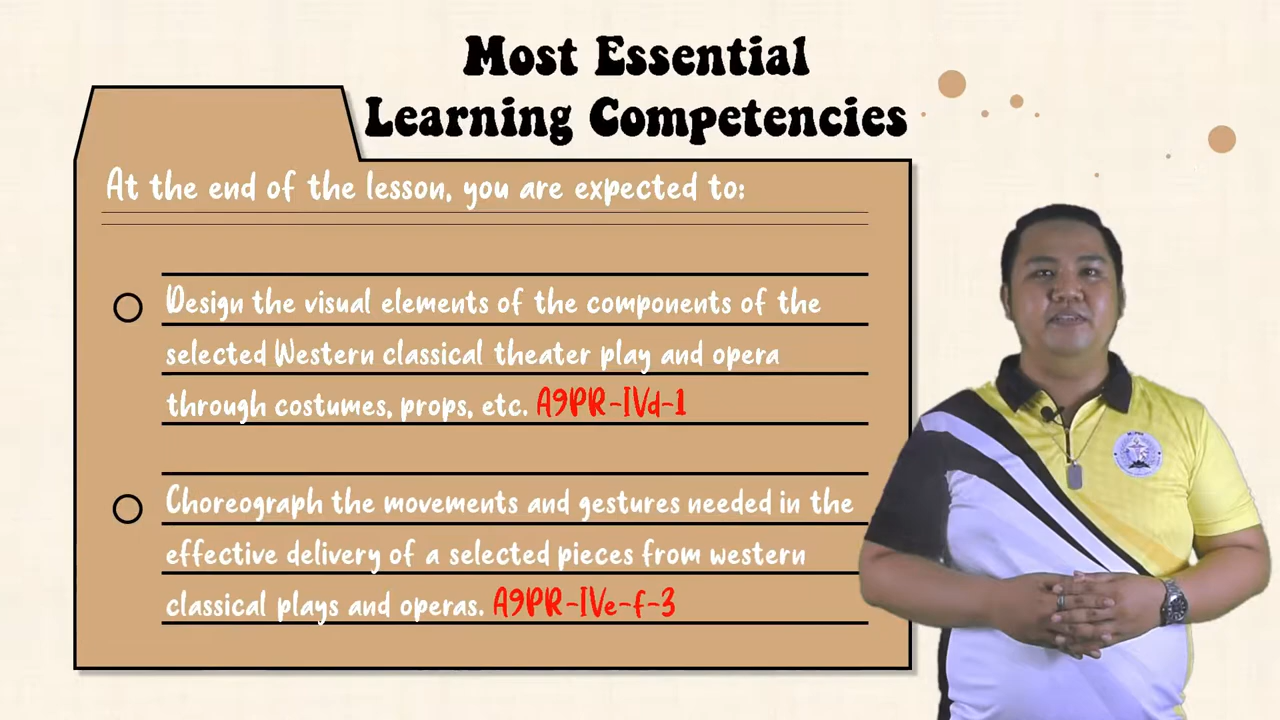 Most Essential
Learning Competencies
At the end of the lesson, you are expected to:
Design the visual elements of the components of the
selected Western classical theater play and opera
through costumes, props, etc. A9PR-IVd-1
Choreograph the movements and gestures needed in the
effective delivery of a selected pieces from western
classical plays and operas. A9PR-IVe-f-3